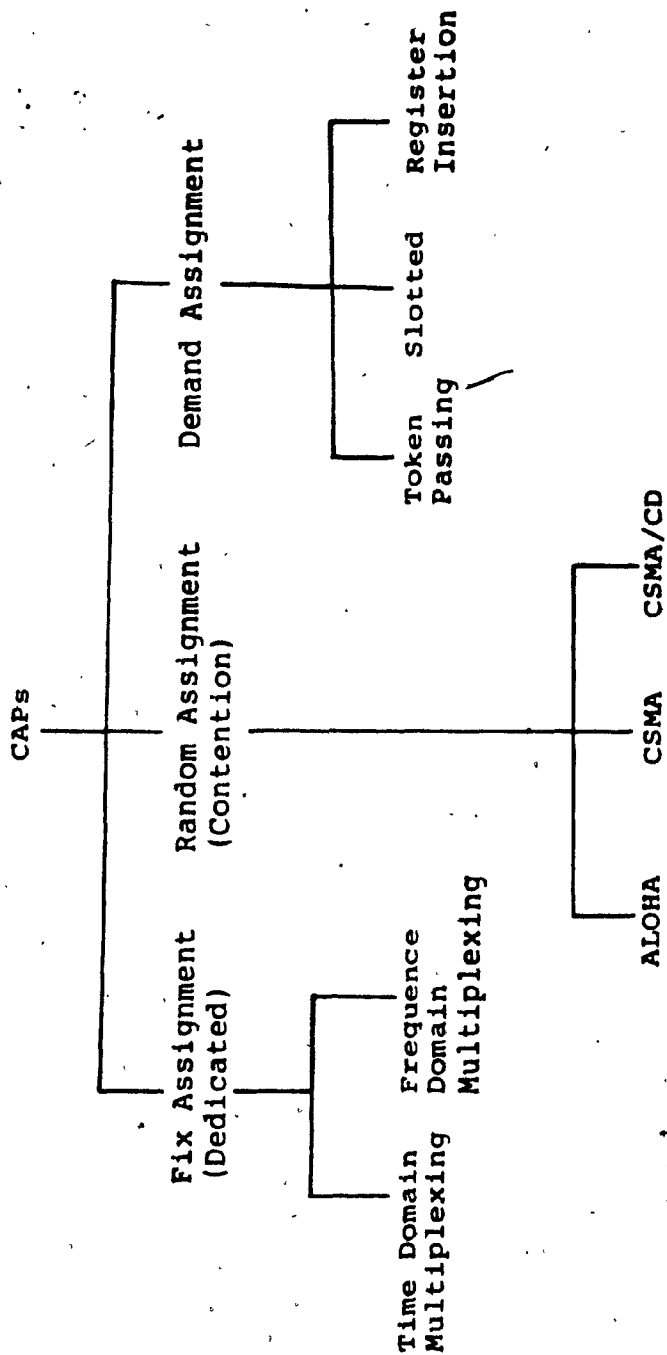 CAPs
Fix Assignment
(Dedicated)
Random Assignment
(Contention)
Demand Assignment
Time Domain
Multiplexing
Frequence
Domain
Multiplexing
Token
Passing
Slotted
Register
Insertion
ALOHA
CSMA
CSMA/CD